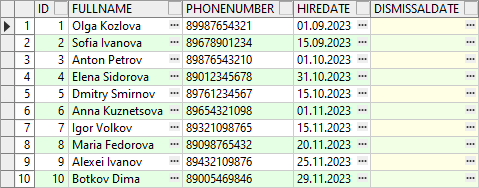 ID FULLNAME PHONENUMBER HIREDATE DISMISSALDATE
1 1 Olga Kozlova ... 89987654321 ... 01.09.2023 ... ...
2 2 Sofia Ivanova ... 89678901234 ... 15.09.2023 ... ...
3 3 Anton Petrov ... 89876543210 ... 01.10.2023 ... ...
4 4 Elena Sidorova ... 89012345678 ... 31.10.2023 ... ...
5 5 Dmitry Smirnov ... 89761234567 ... 15.10.2023 ... ...
6 6 Anna Kuznetsova ... 89654321098 ... 01.11.2023 ... ...
7 7 Igor Volkov ... 89321098765 ... 15.11.2023 ... ...
8 8 Maria Fedorova ... 89098765432 ... 20.11.2023 ... ...
9 9 Alexei Ivanov ... 89432109876 ... 25.11.2023 ... ...
10 10 Botkov Dima ... 89005469846 ... 29.11.2023 ... ...